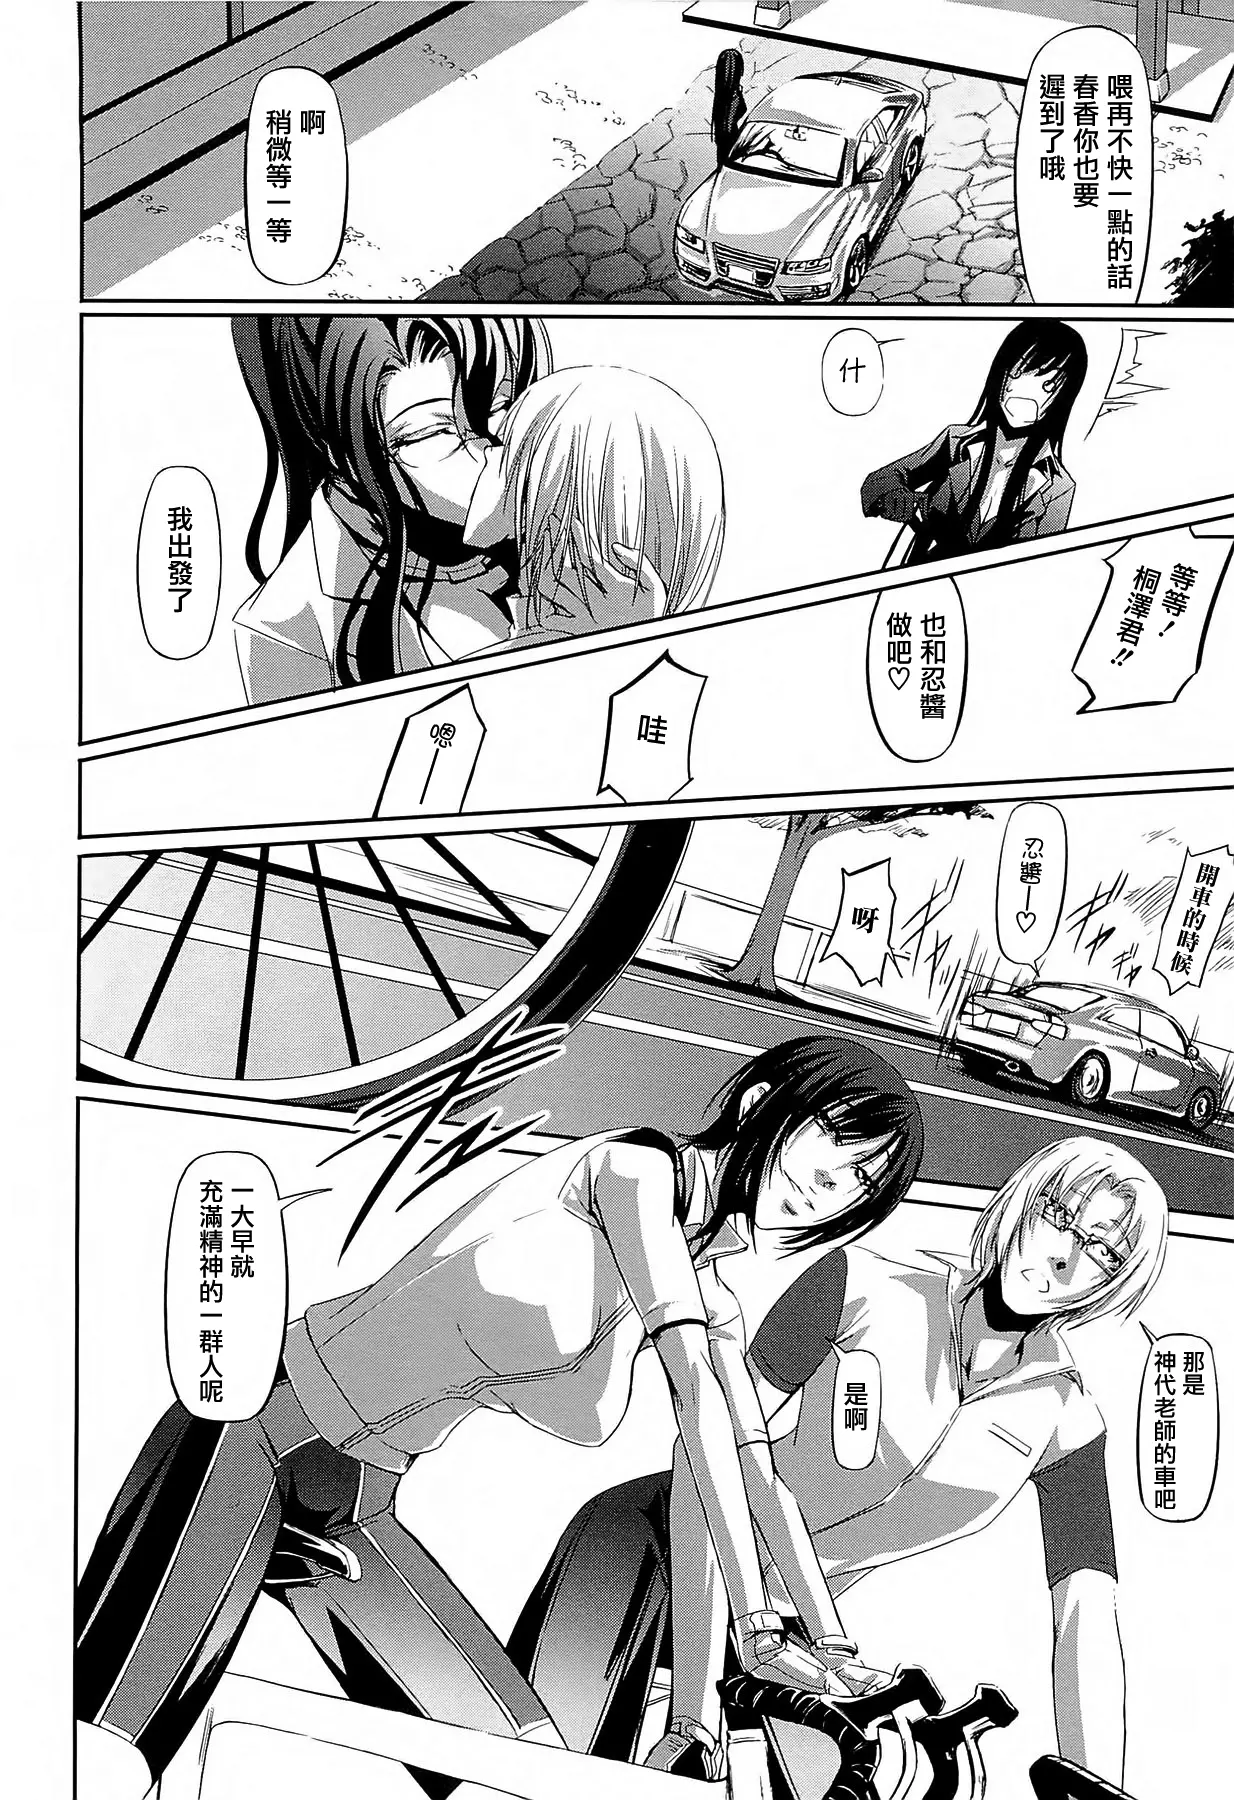 喂再不快一點的話
春香你也要
遲到了哦
啊
稍微等一等
什
我出發了
等等！
桐澤君!!
也和忍醬
做吧♡
哇
嗯—
開車的時候
忍醬—♡
呀
那是
神代老師的車吧
是啊
一大早就
充滿精神的一群人呢